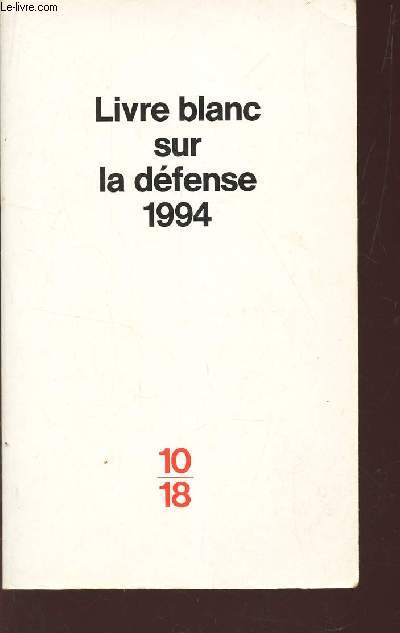 Le-livre.com
Livre blanc
sur
la défense
1994
10
18